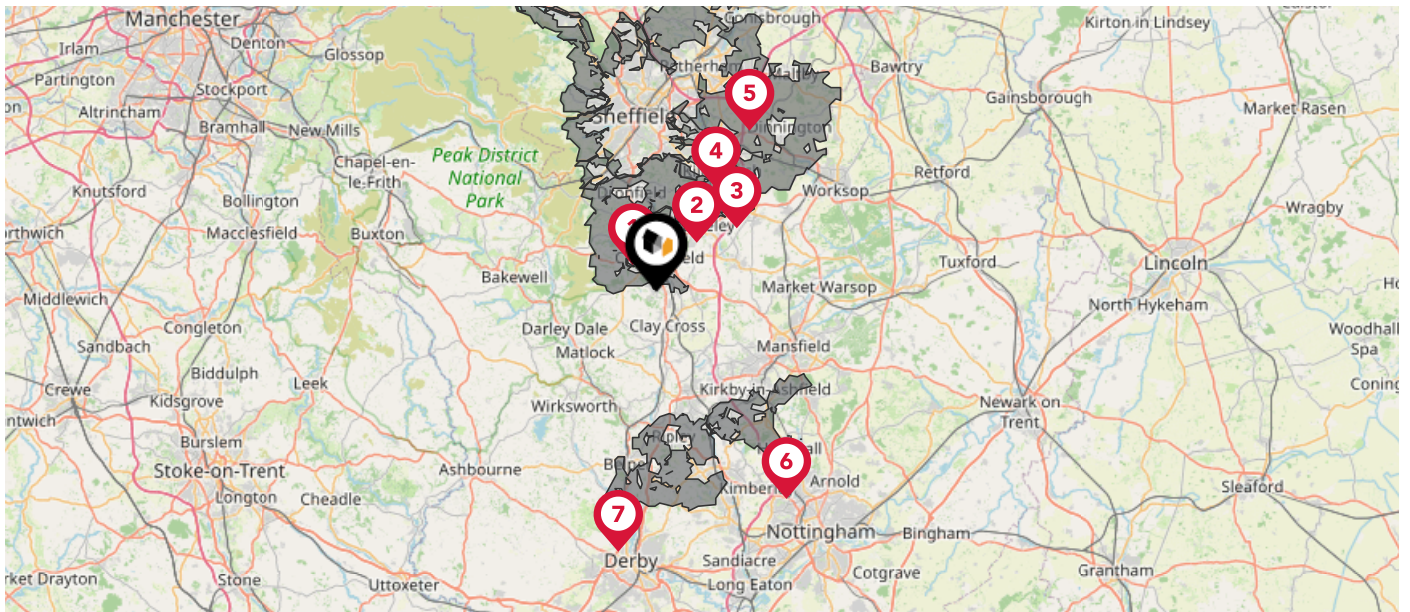 Manchester
Conisbrough
Kirton in Lindsey
Irlam
Denton
Glossop
Rotherham
Bawtry
Partington
Stockport
5
Gainsborough
Altrincham
Market Rasen
Sheffield
Bramhall
New Mills
Dinnington
Chapel-en-
le-Frith
Peak District
National
Park
4
Retford
Knutsford
Bollington
Dronfield
3
Worksop
2
Wragby
Macclesfield
Buxton
Bakewell
Tuxford
Lincoln
Market Warsop
North Hykeham
Middlewich
Congleton
Darley Dale
Clay Cross
Woodhall
Spa
Sandbach
Matlock
Mansfield
Biddulph
Leek
Kirkby-in-Ashfield
Crewe
Kidsgrove
Wirksworth
Newark on
Trent
Burslem
Stoke-on-Trent
Ashbourne
6
Longton
Cheadle
Arnold
Sleaford
7
Nottingham
Bingham
Derby
Sandiacre
Cotgrave
Grantham
Stone
Uttoxeter
Long Eaton